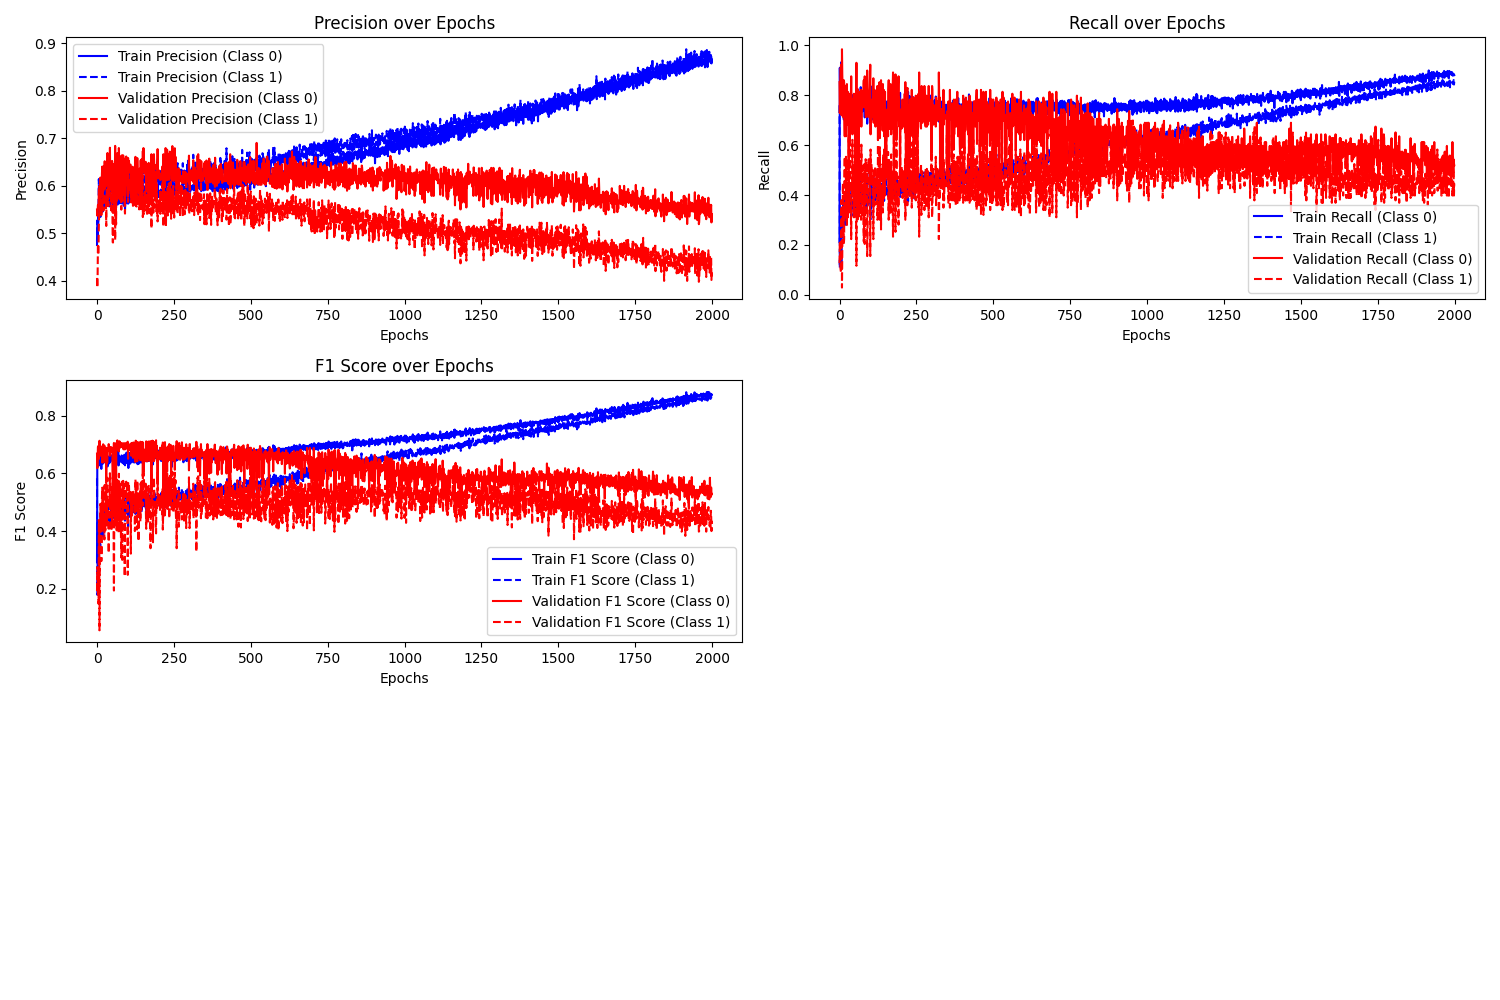 Precision over Epochs
0.9
0.8
0.7
0.6
0.5
0.4
Precision
Train Precision (Class 0)
Train Precision (Class 1)
Validation Precision (Class 0)
Validation Precision (Class 1)
0 250 500 750 1000 1250 1500 1750 2000
Epochs
Recall over Epochs
1.0
0.8
0.6
0.4
0.2
0.0
Recall
Train Recall (Class 0)
Train Recall (Class 1)
Validation Recall (Class 0)
Validation Recall (Class 1)
0 250 500 750 1000 1250 1500 1750 2000
Epochs
F1 Score over Epochs
0.8
0.6
0.4
0.2
F1 Score
Train F1 Score (Class 0)
Train F1 Score (Class 1)
Validation F1 Score (Class 0)
Validation F1 Score (Class 1)
0 250 500 750 1000 1250 1500 1750 2000
Epochs